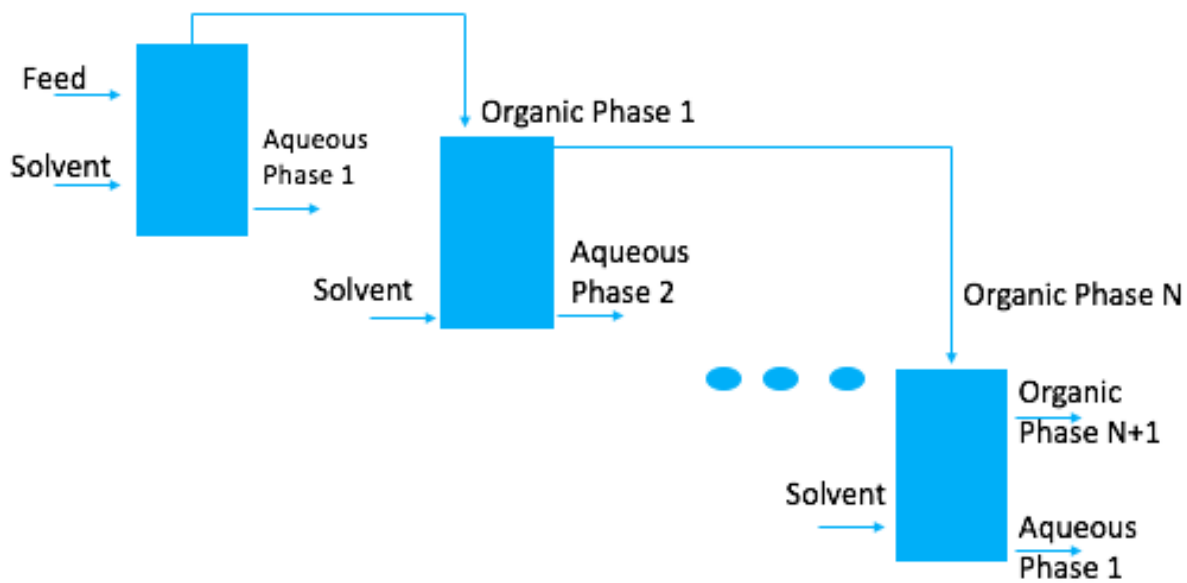 Feed
Solvent
Aqueous
Phase 1
Organic Phase 1
Solvent
Aqueous
Phase 2
Organic Phase N
Organic
Phase N+1
Solvent
Aqueous
Phase 1